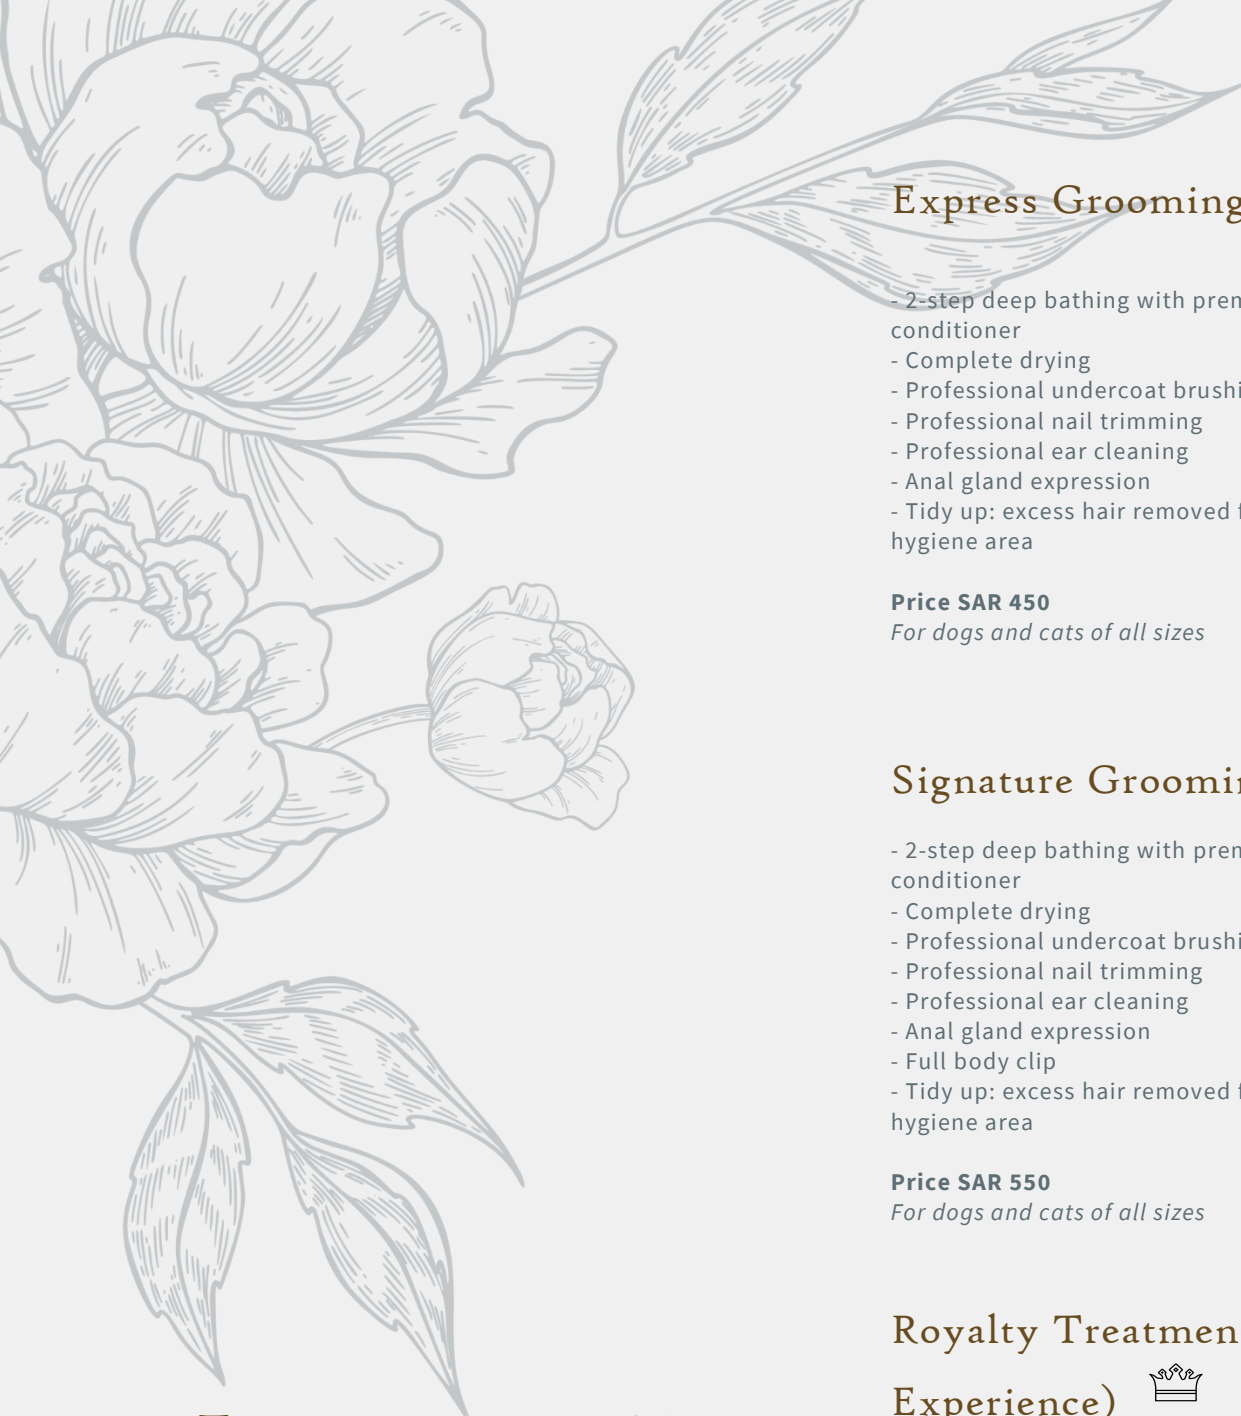 Express Grooming
- 2-step deep bathing with
conditioner
- Complete drying
- Professional undercoat
- Professional nail trimming
- Professional ear cleaning
- Anal gland expression
- Tidy up: excess hair removed
hygiene area
Price SAR 450
For dogs and cats of all sizes
Signature
- 2-step deep bathing with
conditioner
- Complete drying
- Professional undercoat
- Professional nail trimming
- Professional ear cleaning
- Anal gland expression
- Full body clip
- Tidy up: excess hair removed
hygiene area
Price SAR 550
For dogs and cats of all sizes
Royalty
Experience)